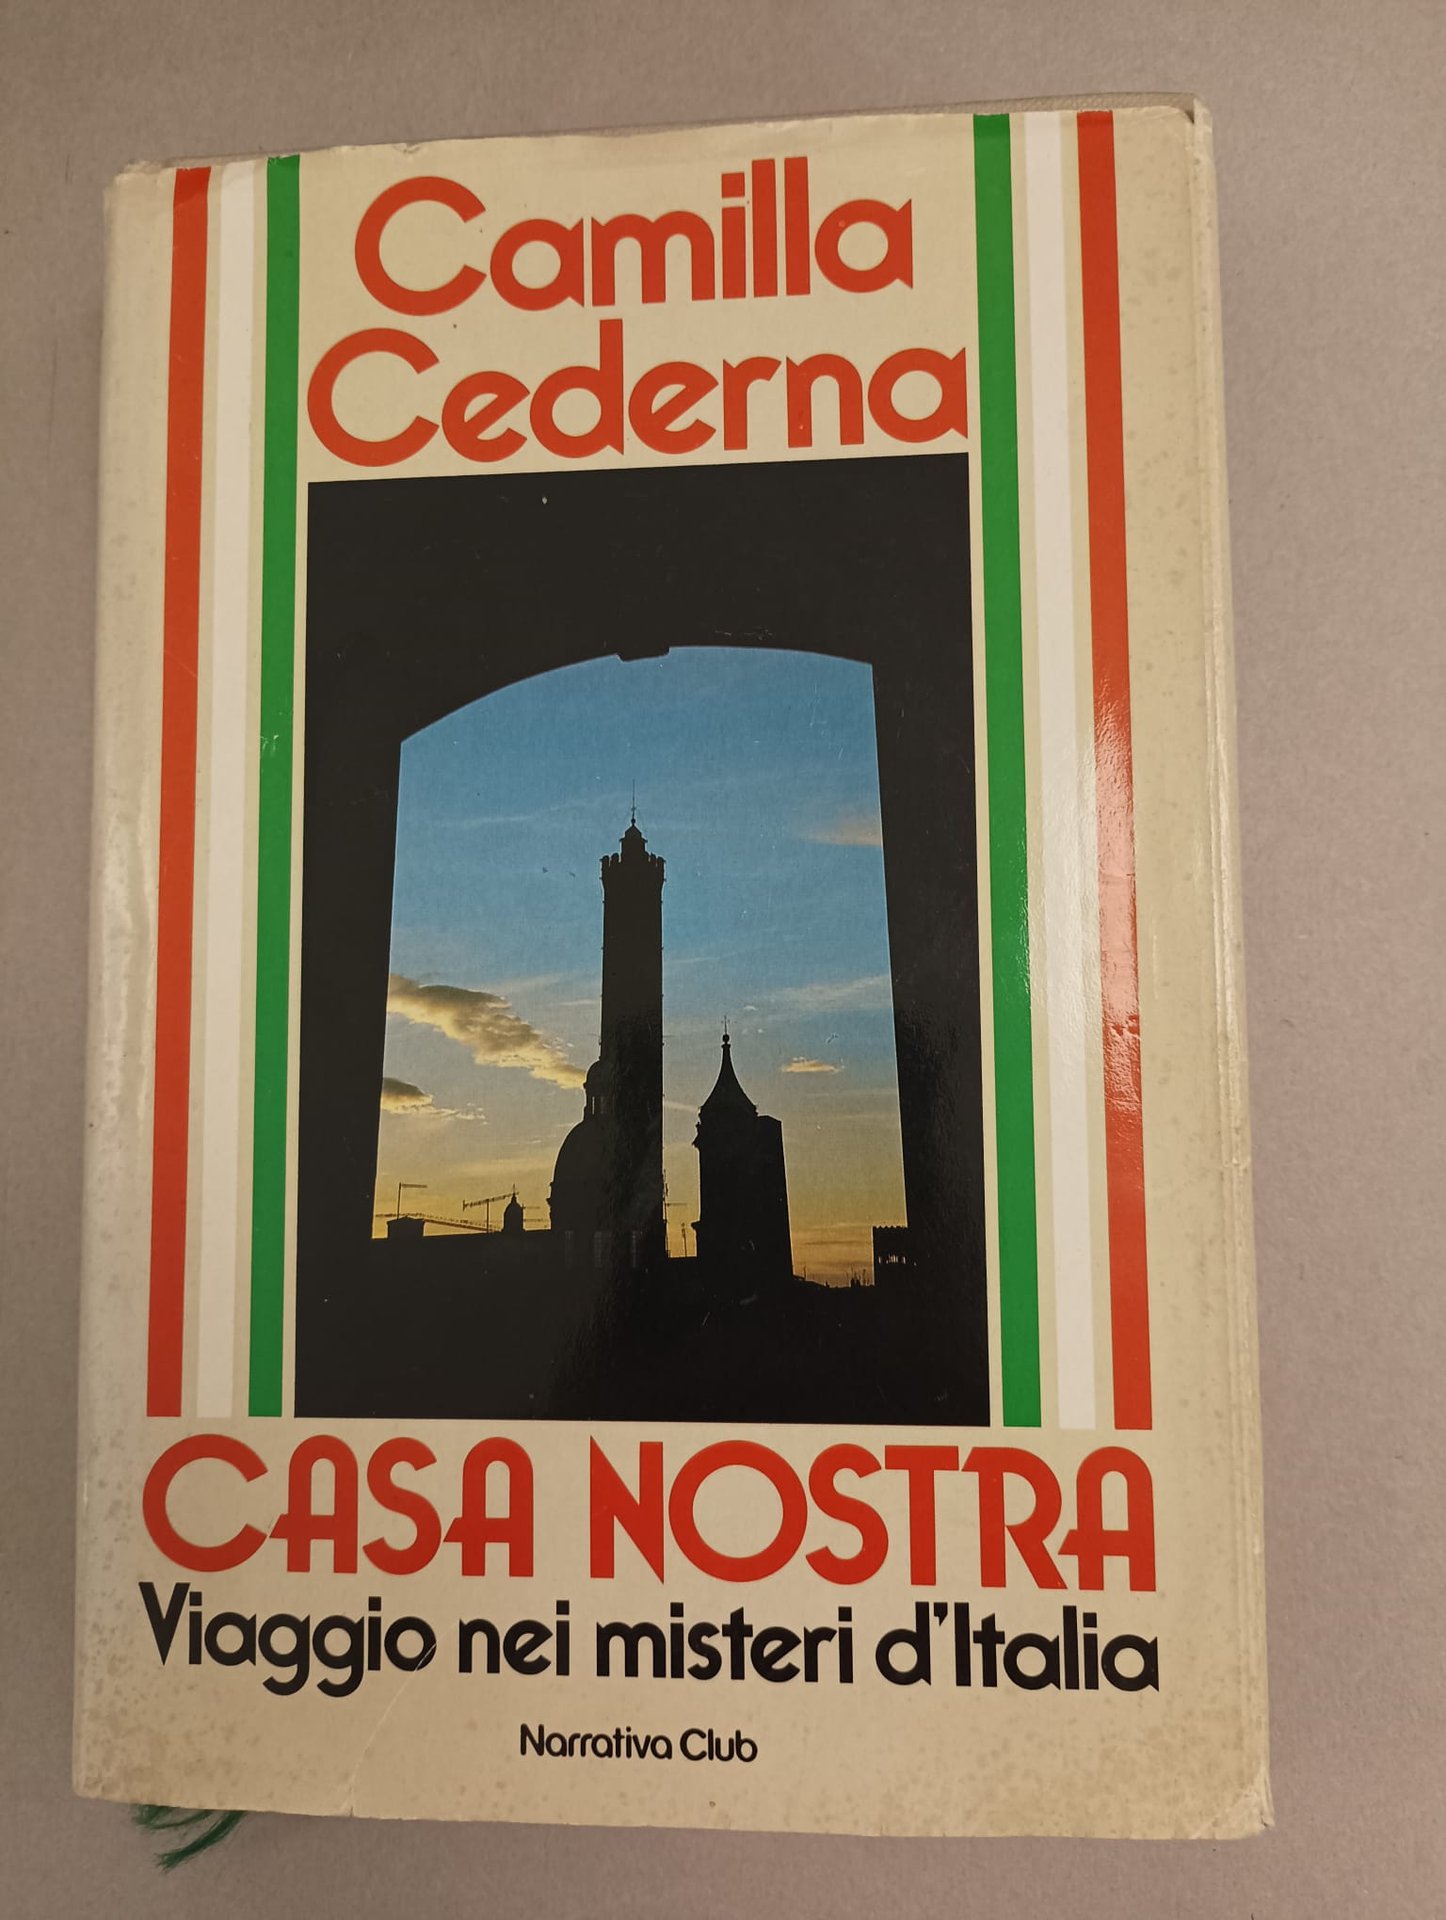 Camilla
Cederna
CASA NOSTRA
Viaggio nei misteri d'Italia
Narrativa Club